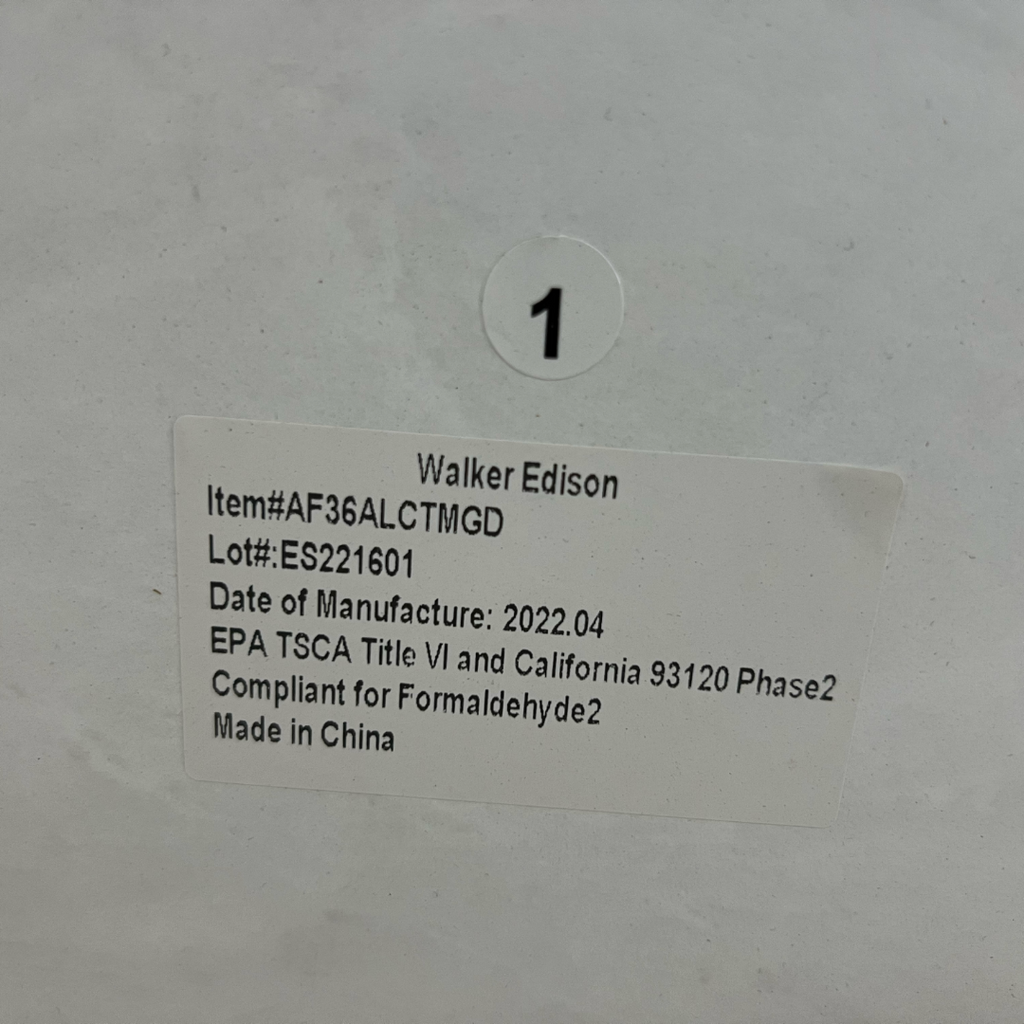 1
Walker Edison
Item#AF36ALCTMGD
Lot#:ES221601
Date of Manufacture: 2022.04
EPA TSCA Title VI and California 93120 Phase2
Compliant for Formaldehyde2
Made in China